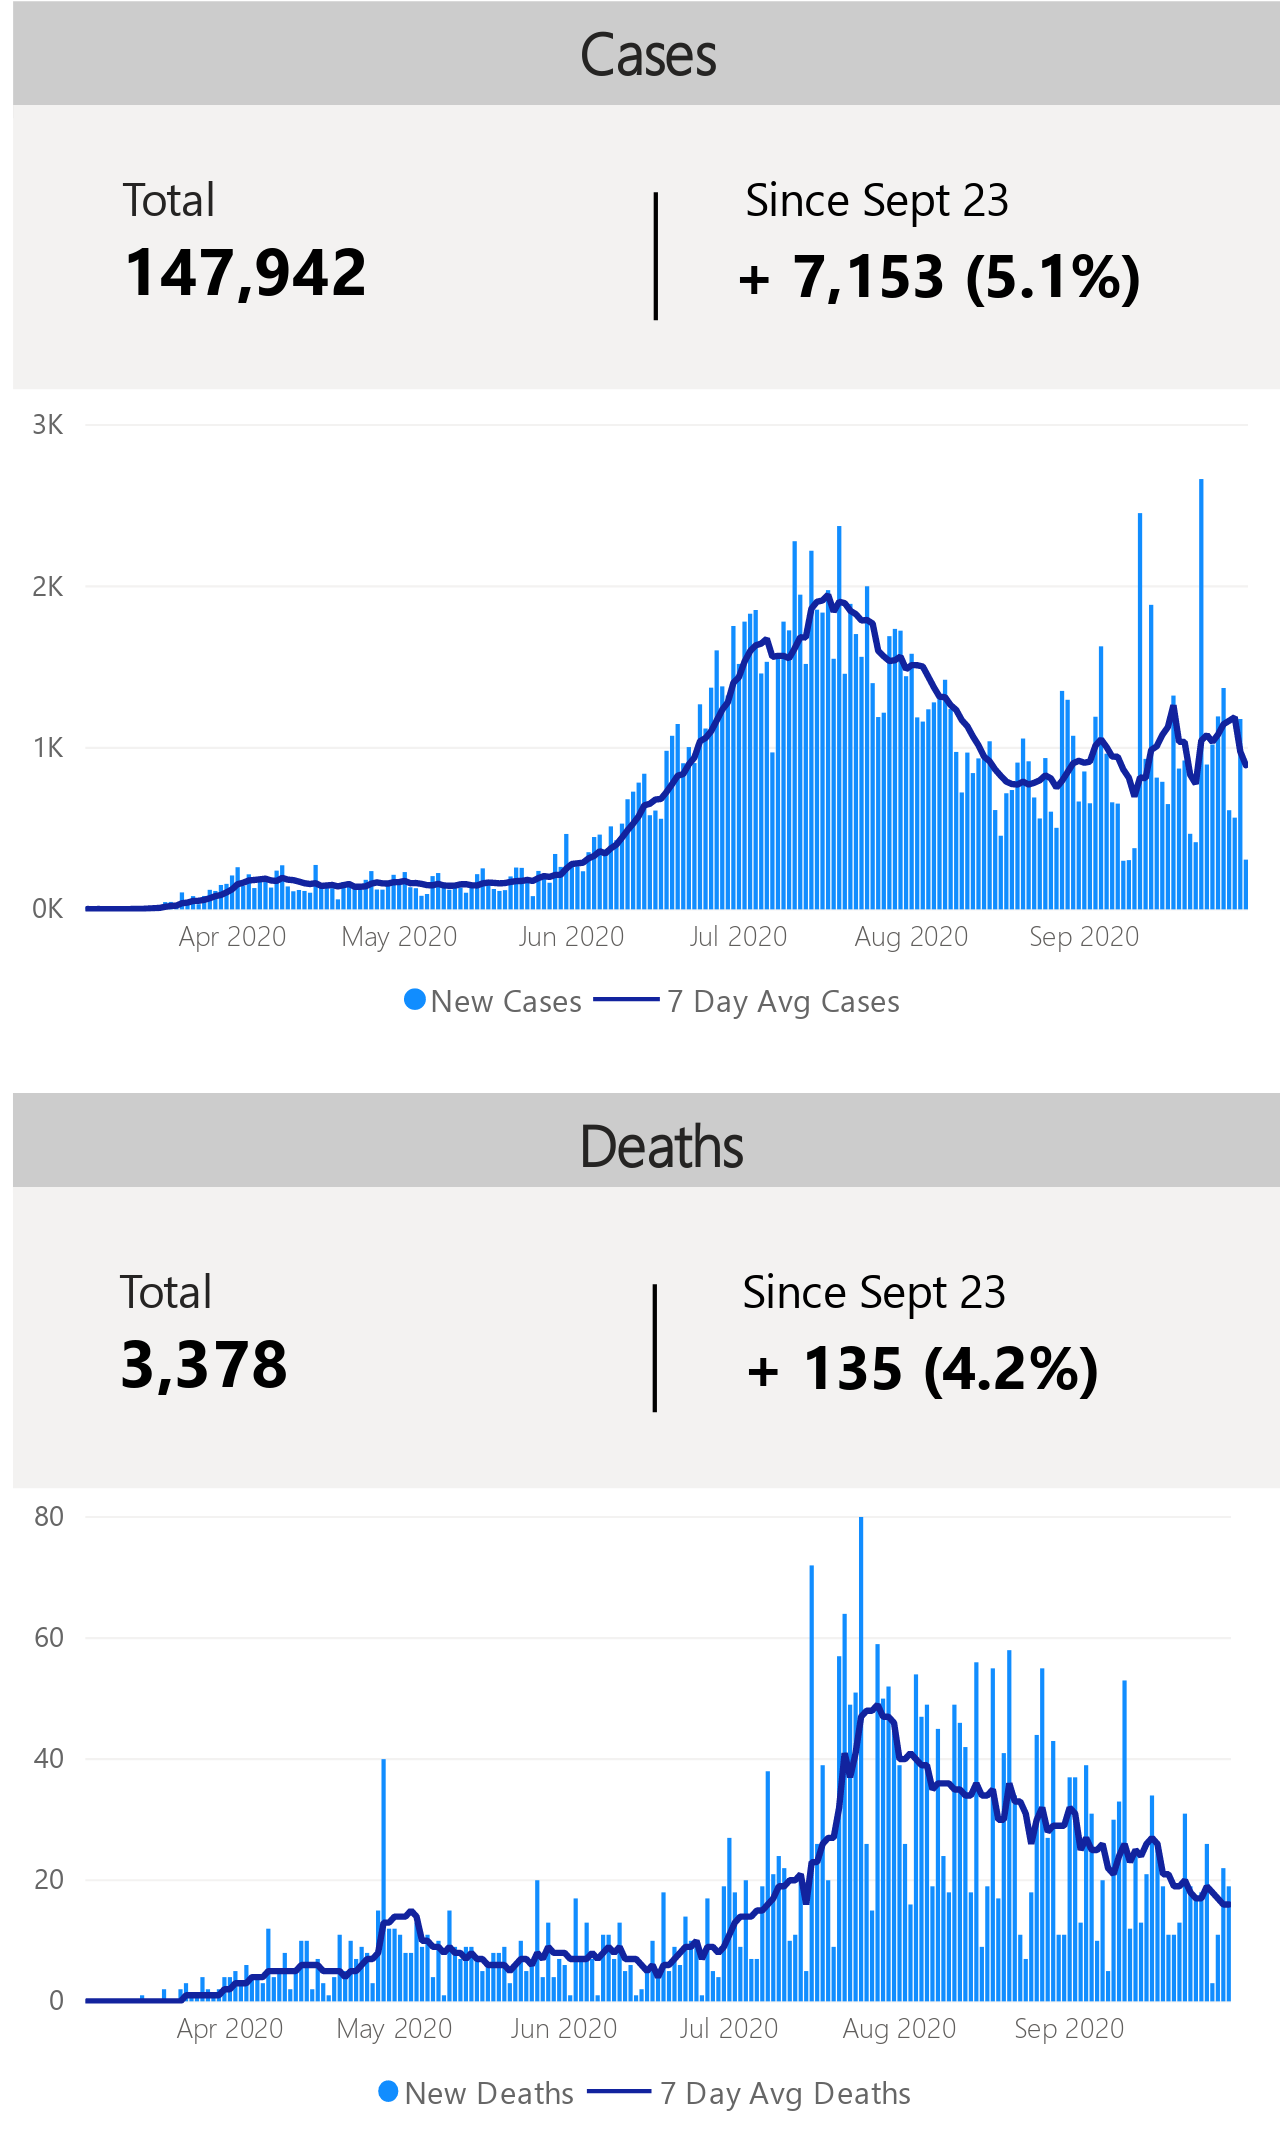 Cases
Total
Since Sept 23
147,942
+ 7,153 (5.1%)
3K
2K
1K
0K
Apr 2020 May 2020 Jun 2020 Jul 2020 Aug 2020 Sep 2020
New Cases 7 Day Avg Cases
Deaths
Total
Since Sept 23
3,378
+ 135 (4.2%)
80
60
40
20
0
Apr 2020 May 2020 Jun 2020 Jul 2020 Aug 2020 Sep 2020
New Deaths 7 Day Avg Deaths